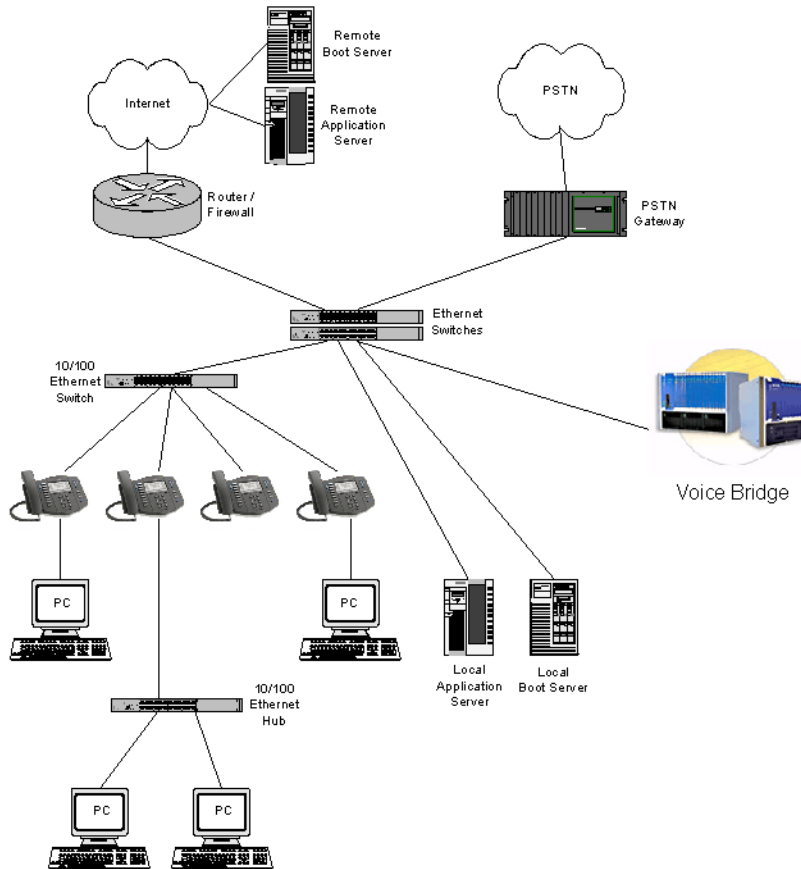 Remote
Boot Server
Internet
PSTN
Remote
Application
Server
Router /
Firewall
PSTN
Gateway
Ethernet
Switches
10/100
Ethernet
Switch
Voice Bridge
PC
PC
Local
Application
Server
Local
Boot Server
10/100
Ethernet
Hub
PC
PC